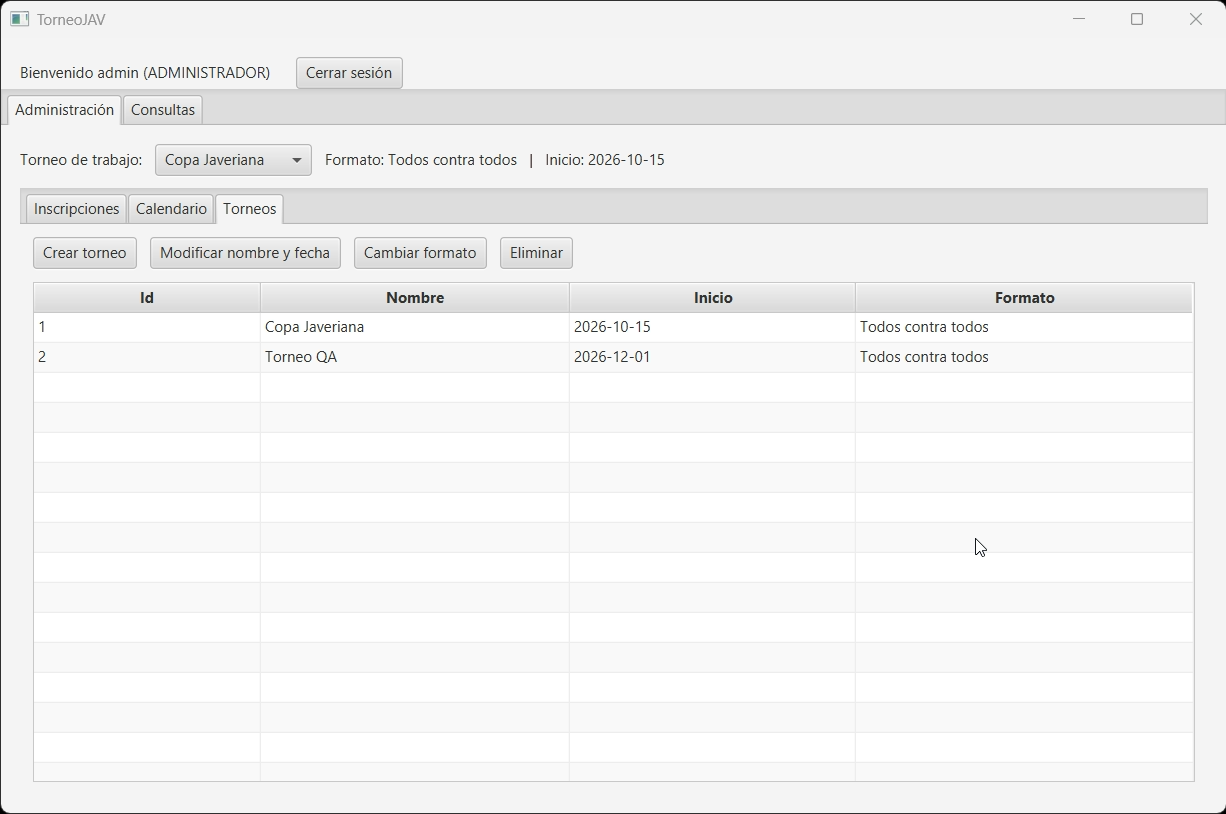 TorneoJAV
Bienvenido admin (ADMINISTRADOR) Cerrar sesión
Administración Consultas
Torneo de trabajo: Copa Javeriana Formato: Todos contra todos | Inicio: 2026-10-15
Inscripciones Calendario Torneos
Crear torneo Modificar nombre y fecha Cambiar formato Eliminar
Id Nombre Inicio Formato
1 Copa Javeriana 2026-10-15 Todos contra todos
2 Torneo QA 2026-12-01 Todos contra todos